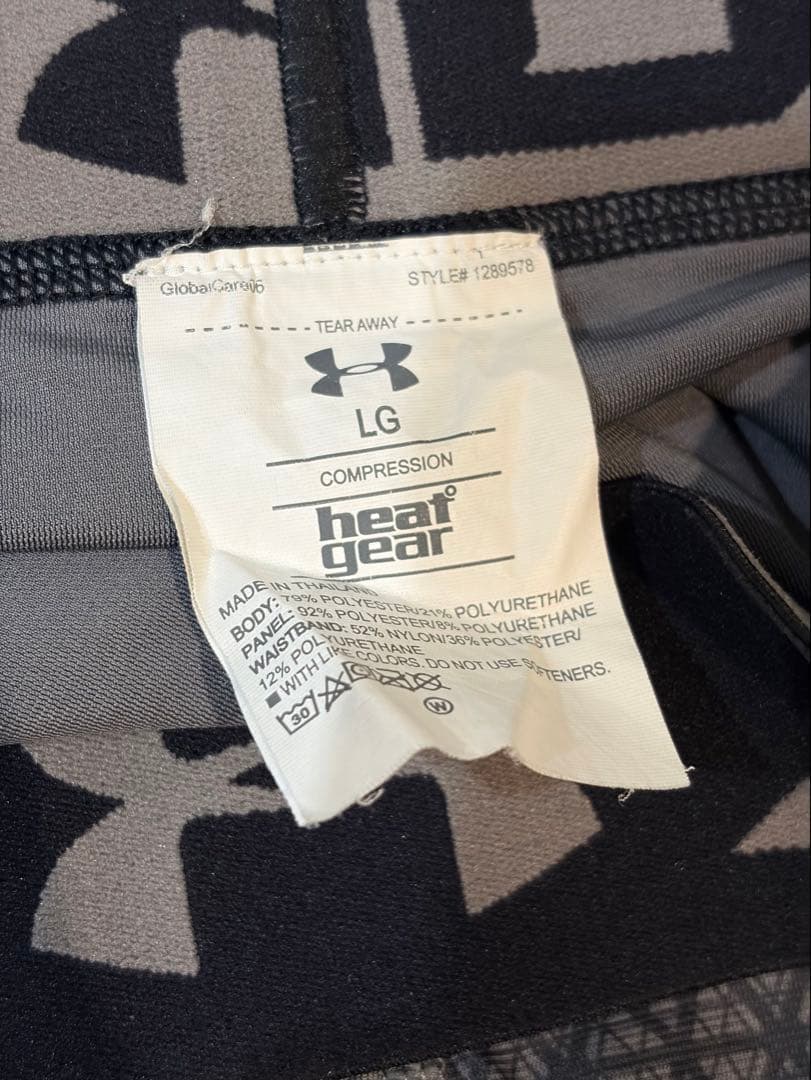 GlobalCare06 STYLE# 1289578
TEAR AWAY
LG
COMPRESSION
heat°
gear
MADE IN THAILAND
BODY: 79% POLYESTER/21% POLYURETHANE
PANEL: 92% POLYESTER/8% POLYURETHANE
WAISTBAND: 52% NYLON/36% POLYESTER/
12% POLYURETHANE
■ WITH LIKE COLORS. DO NOT USE SOFTENERS.
30 W